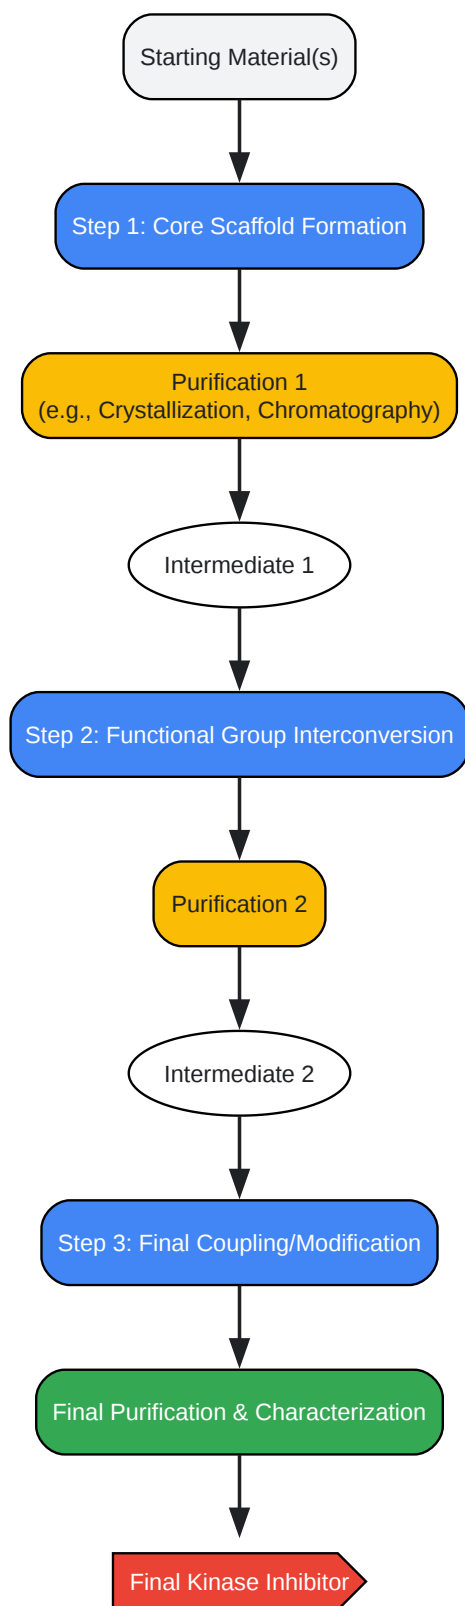 Starting Material(s)
Step 1: Core Scaffold Formation
Purification 1
(e.g., Crystallization, Chromatography)
Intermediate 1
Step 2: Functional Group Interconversion
Purification 2
Intermediate 2
Step 3: Final Coupling/Modification
Final Purification & Characterization
Final Kinase Inhibitor